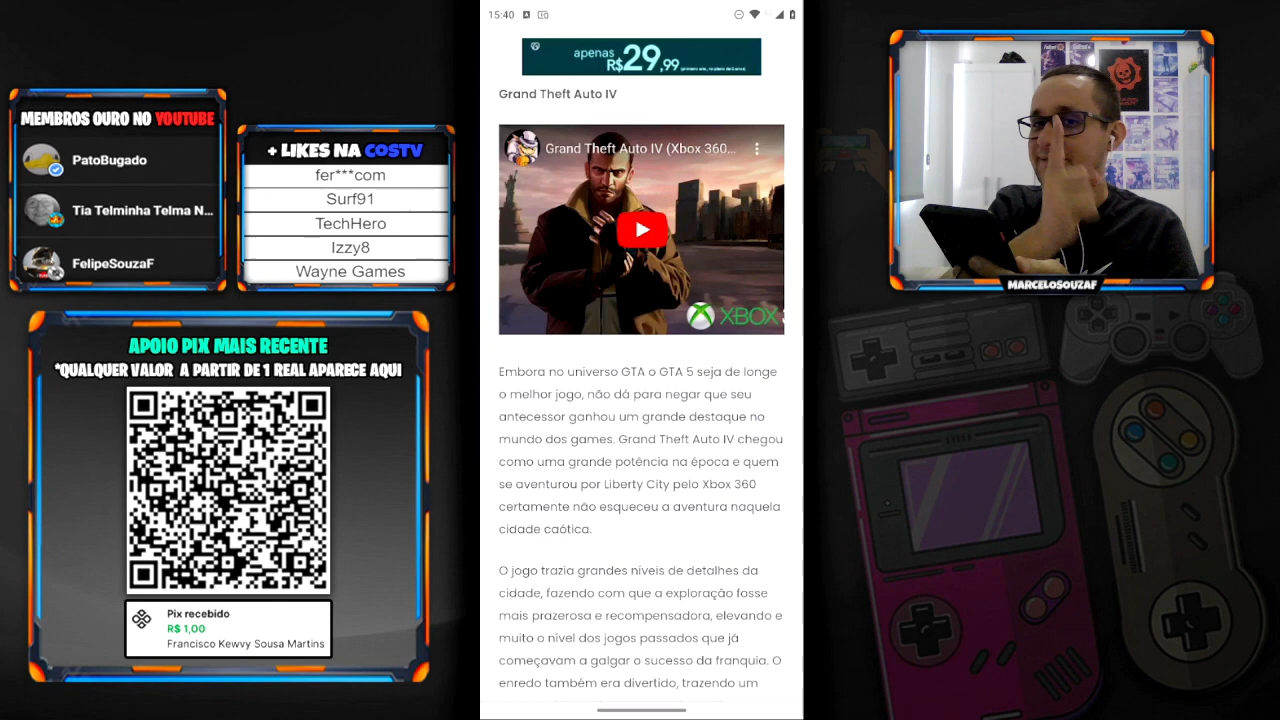 MEMBROS OURO NO YOUTUBE
PatoBugado
Tia Telminha Telma N...
FelipeSouzaF
+ LIKES NA COSTV
fer***com
Surf91
TechHero
Izzy8
Wayne Games
APOIO PIX MAIS RECENTE
*QUALQUER VALOR A PARTIR DE 1 REAL APARECE AQUI
Pix recebido
R$ 1,00
Francisco Kewvy Sousa Martins
15:40
apenas
R$29,99
Grand Theft Auto IV
Grand Theft Auto IV (Xbox 360...
XBOX
Embora no universo GTA o GTA 5 seja de longe
o melhor jogo, não dá para negar que seu
antecessor ganhou um grande destaque no
mundo dos games. Grand Theft Auto IV chegou
como uma grande potência na época e quem
se aventurou por Liberty City pelo Xbox 360
certamente não esqueceu a aventura naquela
cidade caótica.
O jogo trazia grandes níveis de detalhes da
cidade, fazendo com que a exploração fosse
mais prazerosa e recompensadora, elevando e
muito o nível dos jogos passados que já
começavam a galgar o sucesso da franquia. O
enredo também era divertido, trazendo um
MARCELOSOUZAF